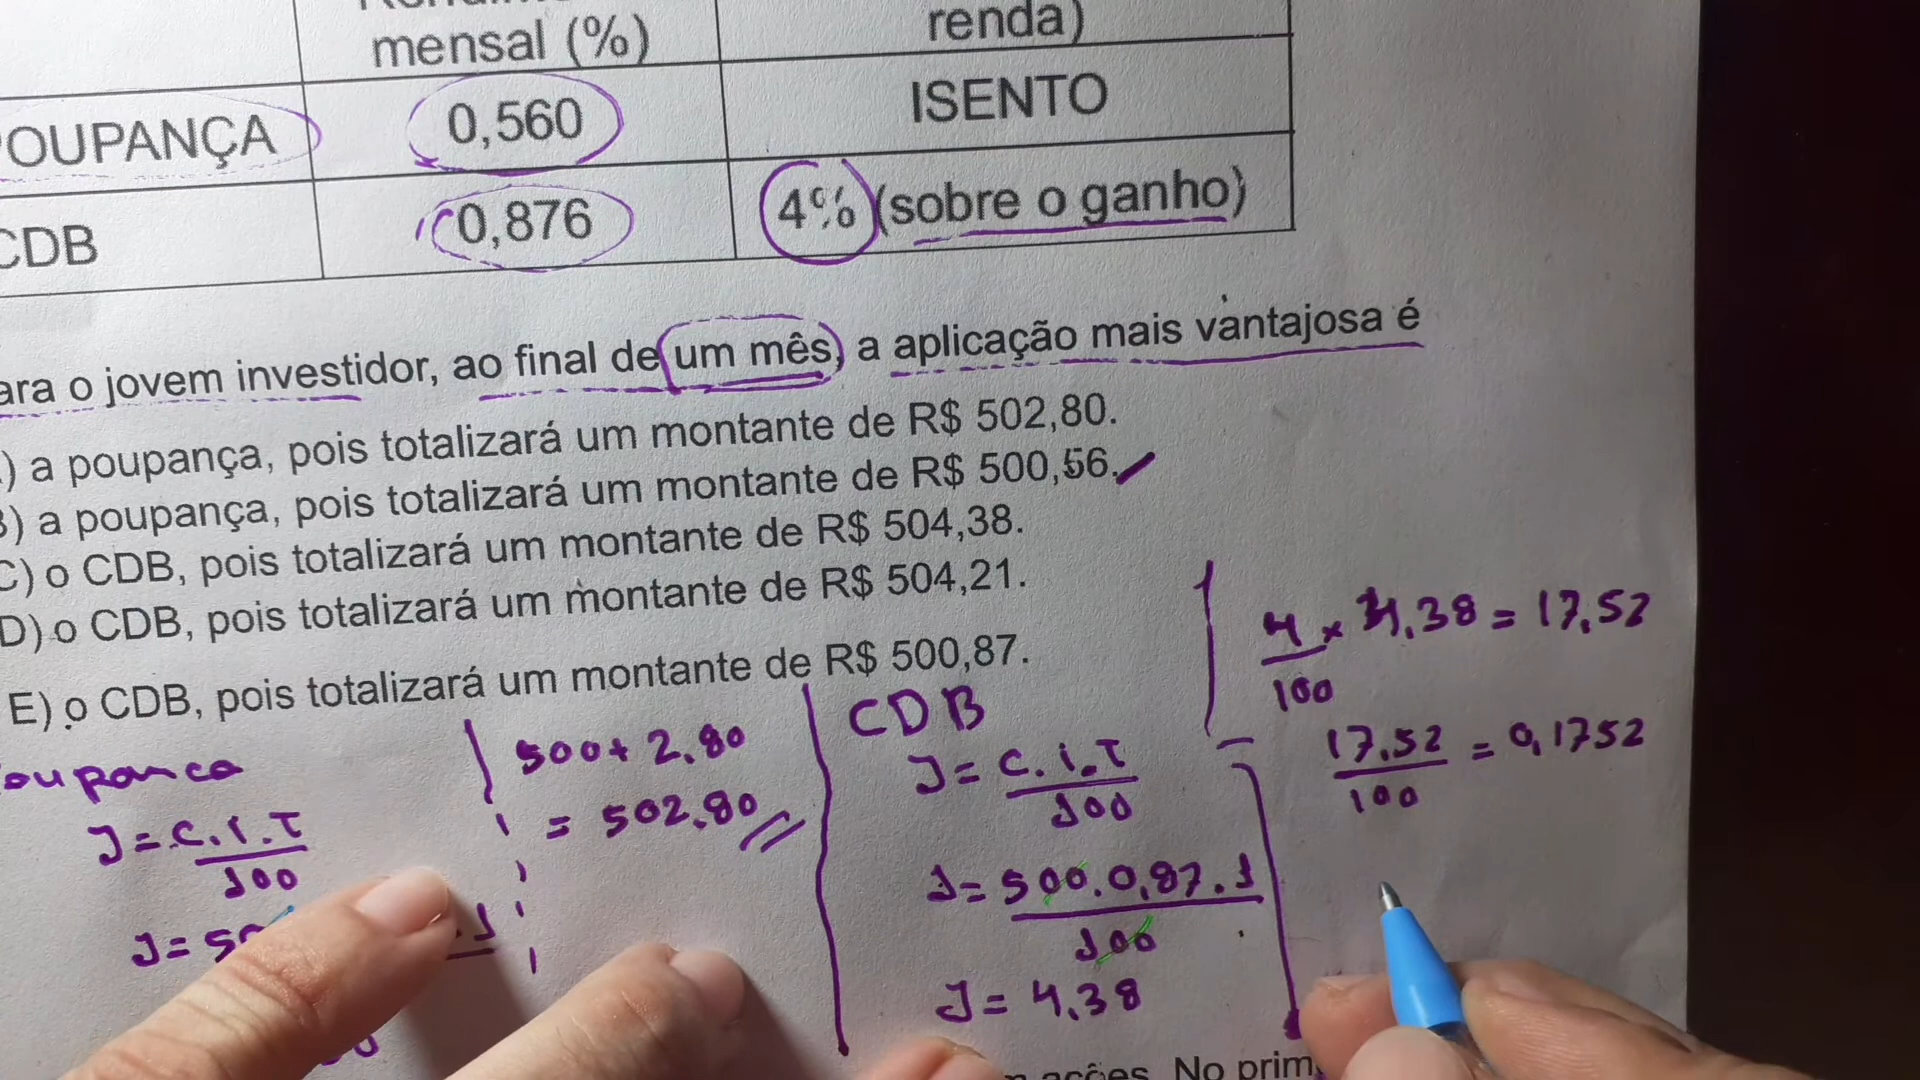 mensal (%)
renda)
OUPANÇA 0,560 ISENTO
CDB 0,876 4% (sobre o ganho)
ara o jovem investidor, ao final de um mês, a aplicação mais vantajosa é
) a poupança, pois totalizará um montante de R$ 502,80.
B) a poupança, pois totalizará um montante de R$ 500,56.
C) o CDB, pois totalizará um montante de R$ 504,38.
D) o CDB, pois totalizará um montante de R$ 504,21.
E) o CDB, pois totalizará um montante de R$ 500,87.
oupanca
J = C.I.T
100
J = 50
.1
500 + 2.80
= 502.80
CDB
J = C.I.T
100
J = 500.0,87.1
100
J = 4.38
4 × 4.38 = 17.52
100
17.52 = 0,1752
100
ações. No prim